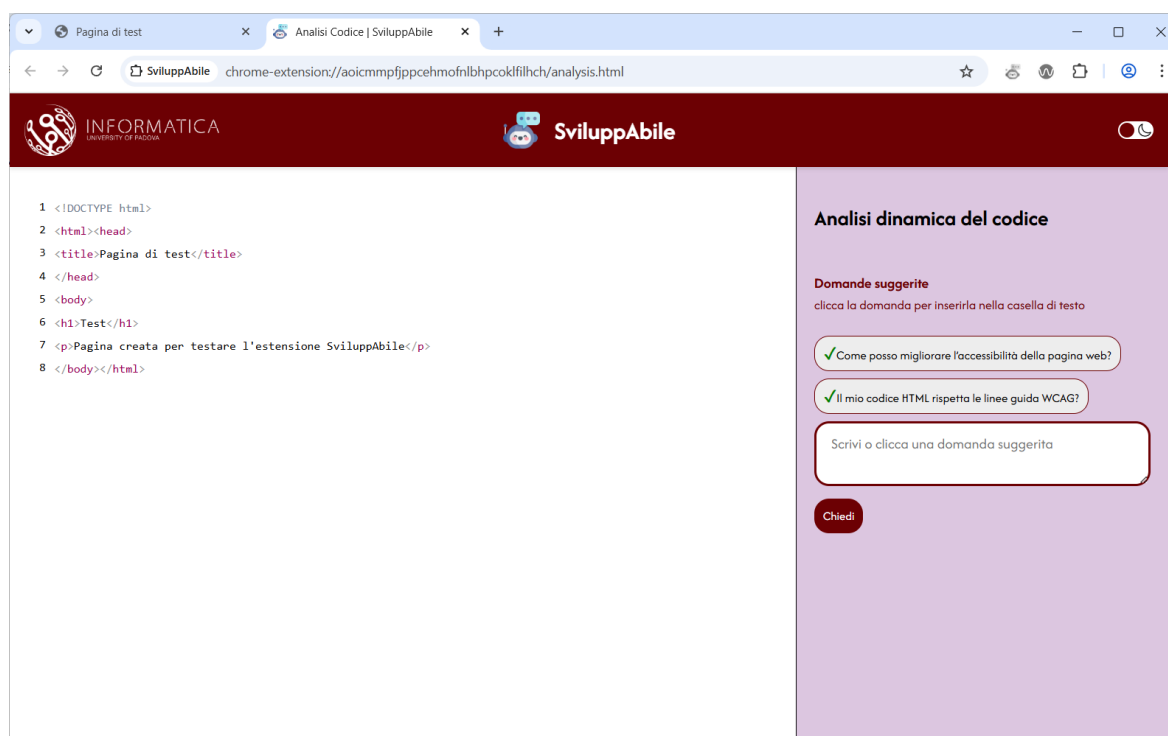 Pagina di test
Analisi Codice | SviluppAbile
SviluppAbile chrome-extension://aoicmmpfjppcehmofnlbhpcoklfilhch/analysis.html
INFORMATICA
UNIVERSITY OF PADOVA
SviluppAbile
1 <!DOCTYPE html>
2 <html><head>
3 <title>Pagina di test</title>
4 </head>
5 <body>
6 <h1>Test</h1>
7 <p>Pagina creata per testare l'estensione SviluppAbile</p>
8 </body></html>
Analisi dinamica del codice
Domande suggerite
clicca la domanda per inserirla nella casella di testo
✓Come posso migliorare l'accessibilità della pagina web?
✓Il mio codice HTML rispetta le linee guida WCAG?
Scrivi o clicca una domanda suggerita
Chiedi